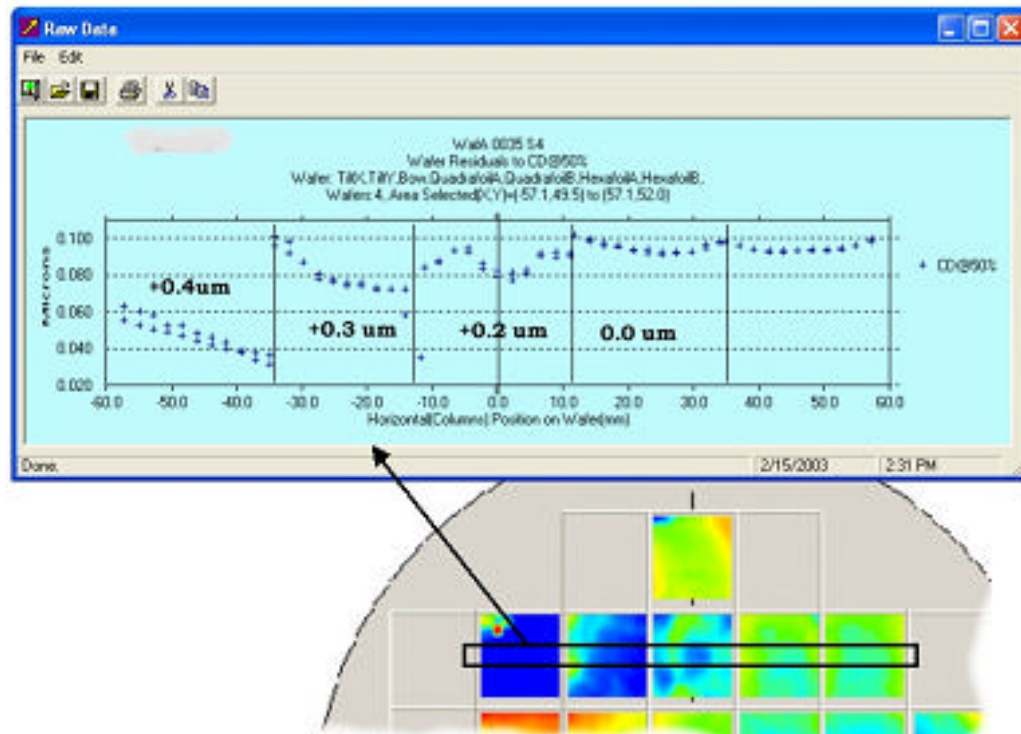 Raw Data
File Edit
WafA 0035 S4
Wafer Residuals to CD@50%
Wafer: TiltX,TiltY,Bow,QuadrafoilA,QuadrafoilB,HexafoilA,HexafoilB,
Wafers:4, Area Selected(X,Y)=(-57.1,49.5) to (57.1,52.0)
Microns
0.100
0.080
0.060
0.040
0.020
+0.4um
+0.3 um
+0.2 um
0.0 um
CD@50%
-60.0 -50.0 -40.0 -30.0 -20.0 -10.0 0.0 10.0 20.0 30.0 40.0 50.0 60.0
Horizontal(Columns) Position on Wafer(mm)
Done. 2/15/2003 2:31 PM